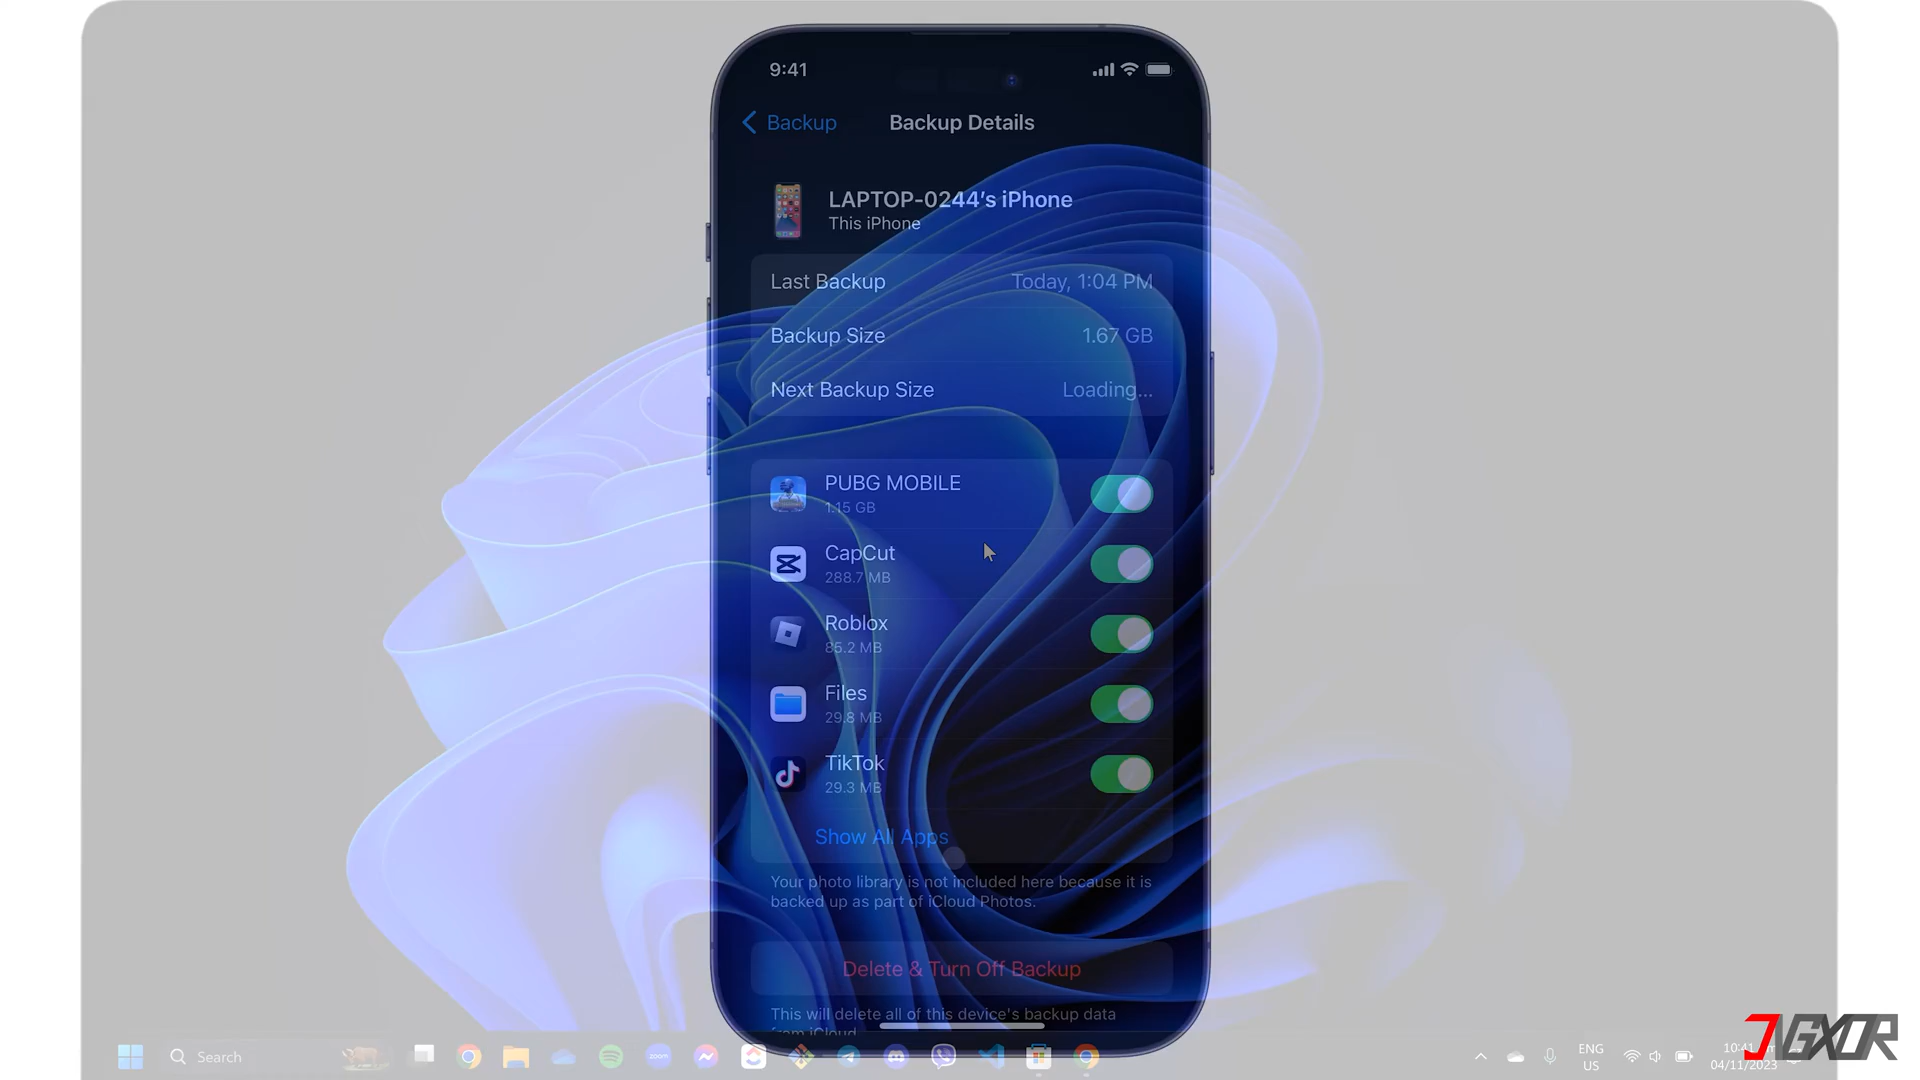 9:41
Backup
Backup Details
LAPTOP-0244's iPhone
This iPhone
Last Backup
Today, 1:04 PM
Backup Size
1.67 GB
Next Backup Size
Loading...
PUBG MOBILE
1.15 GB
CapCut
288.7 MB
Roblox
85.2 MB
Files
29.8 MB
TikTok
29.3 MB
Show All Apps
Your photo library is not included here because it is
backed up as part of iCloud Photos.
Delete & Turn Off Backup
This will delete all of this device's backup data
from iCloud
Search
zoom
ENG
US
10:41
04/11/2023
JIGXOR